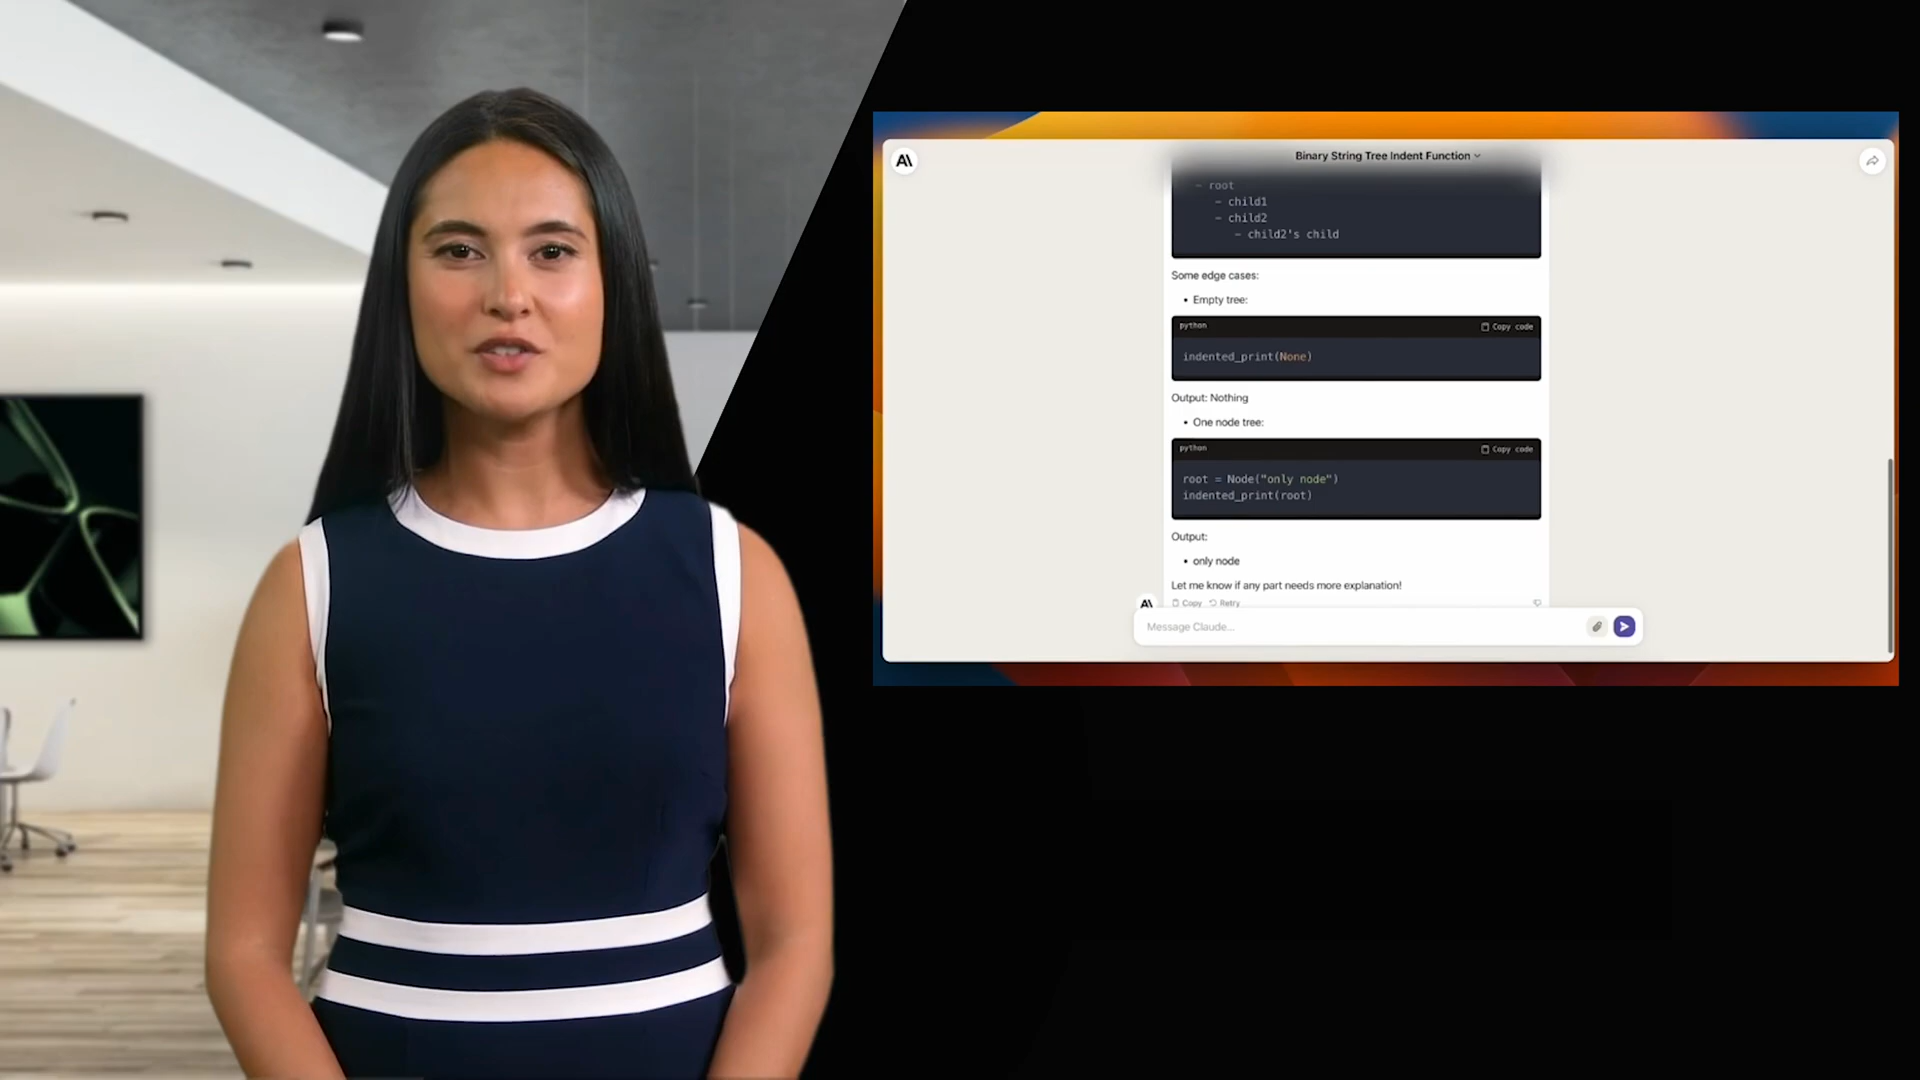 Binary String Tree Indent Function
- root
- child1
- child2
- child2's child
Some edge cases:
• Empty tree:
python
Copy code
indented_print(None)
Output: Nothing
• One node tree:
python
Copy code
root = Node("only node")
indented_print(root)
Output:
• only node
Let me know if any part needs more explanation!
Copy Retry
Message Claude...